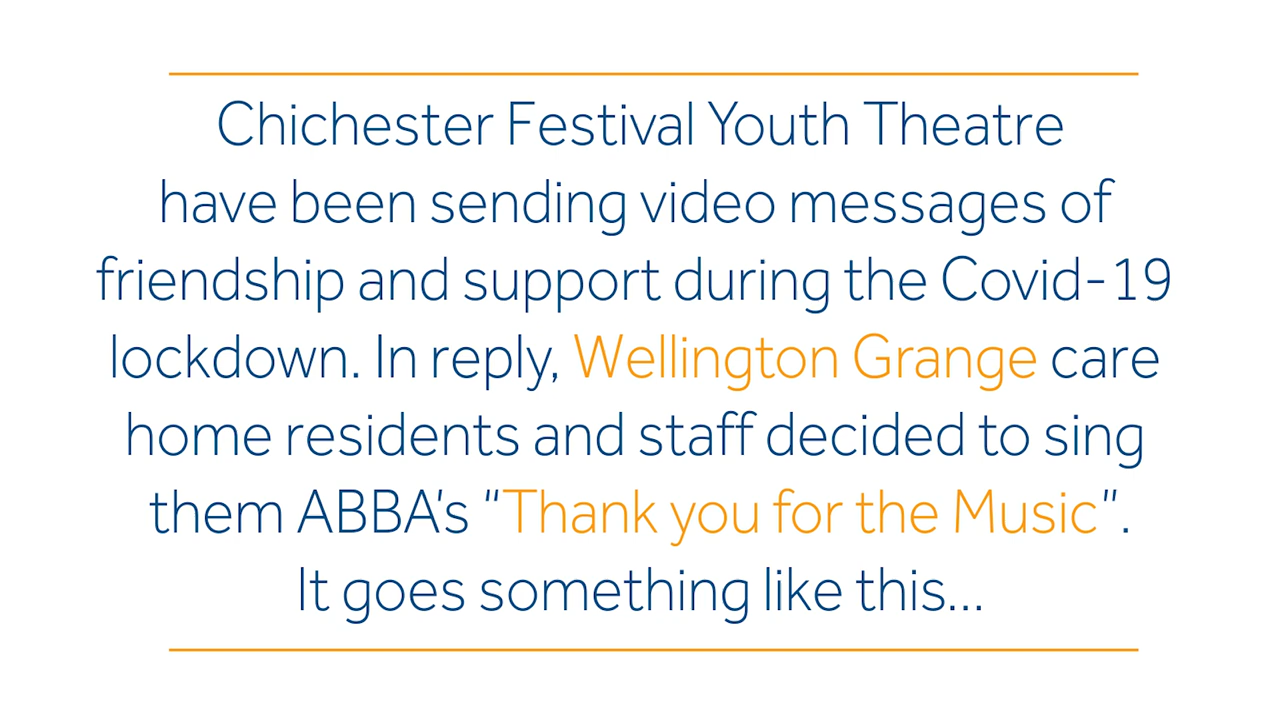 Chichester Festival Youth Theatre
have been sending video messages of
friendship and support during the Covid-19
lockdown. In reply, Wellington Grange care
home residents and staff decided to sing
them ABBA's "Thank you for the Music".
It goes something like this...